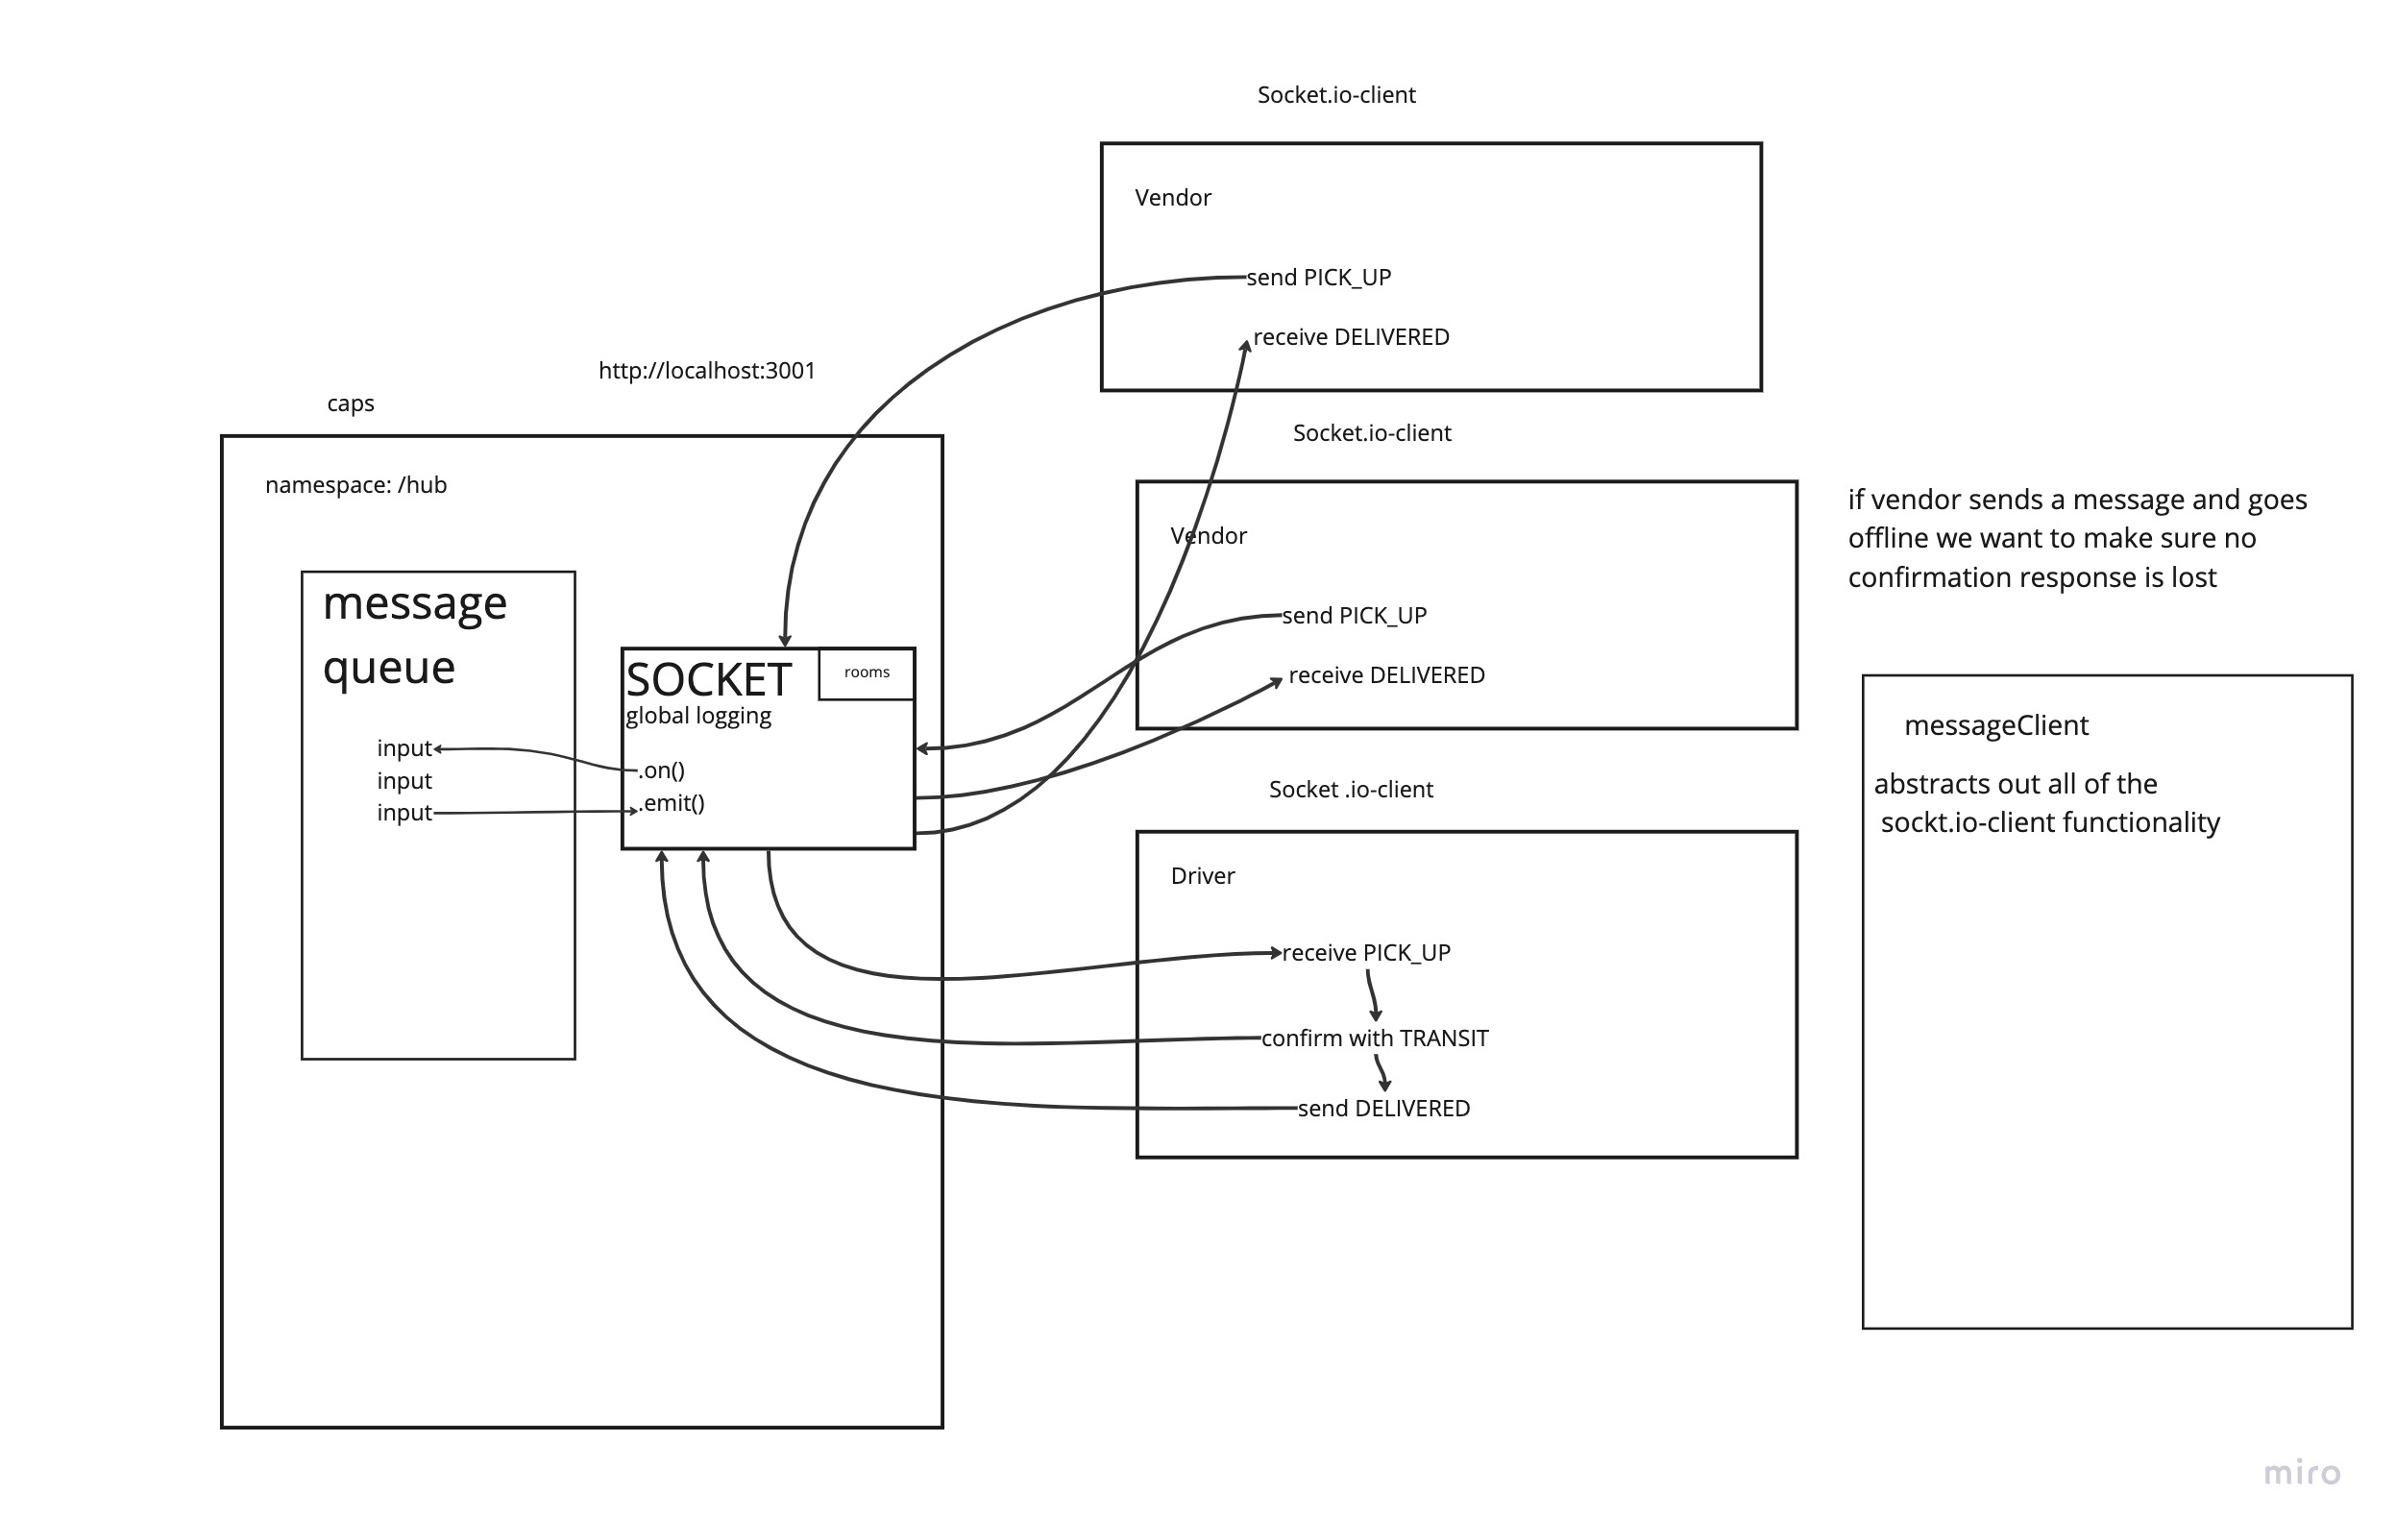 Socket.io-client
Vendor
send PICK_UP
receive DELIVERED
http://localhost:3001
caps
namespace: /hub
message
queue
input
input
input
SOCKET
rooms
global logging
.on()
.emit()
Socket.io-client
Vendor
send PICK_UP
receive DELIVERED
Socket .io-client
Driver
receive PICK_UP
confirm with TRANSIT
send DELIVERED
if vendor sends a message and goes
offline we want to make sure no
confirmation response is lost
messageClient
abstracts out all of the
sockt.io-client functionality
miro